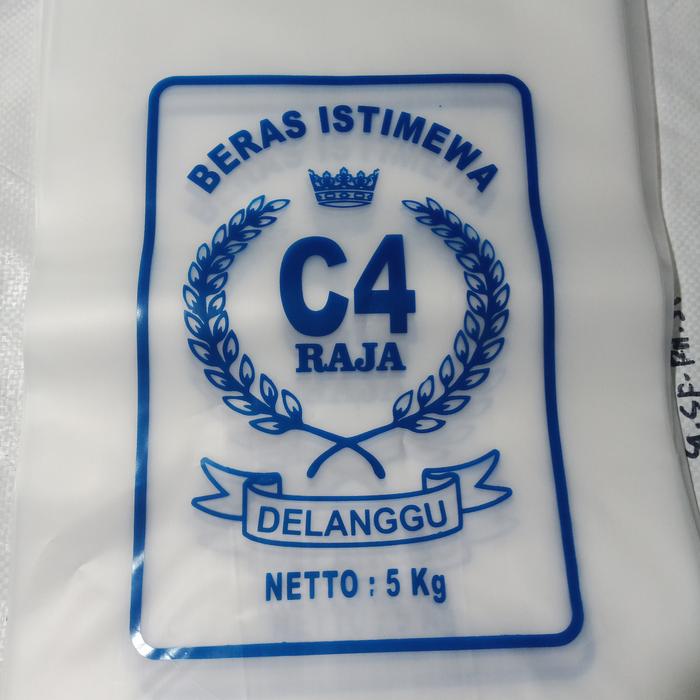 BERAS ISTIMEWA
C4
RAJA
DELANGGU
NETTO : 5 Kg